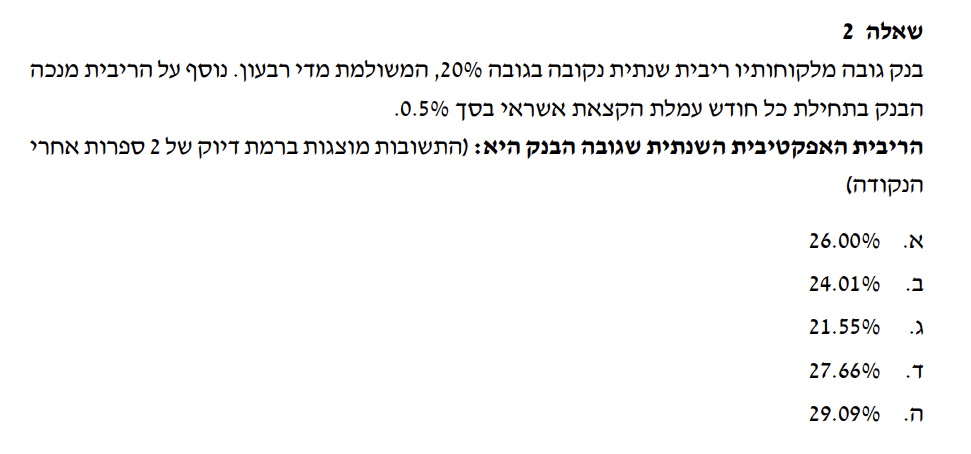 שאלה 2
בנק גובה מלקוחותיו ריבית שנתית נקובה בגובה 20%, המשולמת מדי רבעון. נוסף על הריבית מנכה
הבנק בתחילת כל חודש עמלת הקצאת אשראי בסך 0.5%.
הריבית האפקטיבית השנתית שגובה הבנק היא: (התשובות מוצגות ברמת דיוק של 2 ספרות אחרי
הנקודה)
א. 26.00%
ב. 24.01%
ג. 21.55%
ד. 27.66%
ה. 29.09%